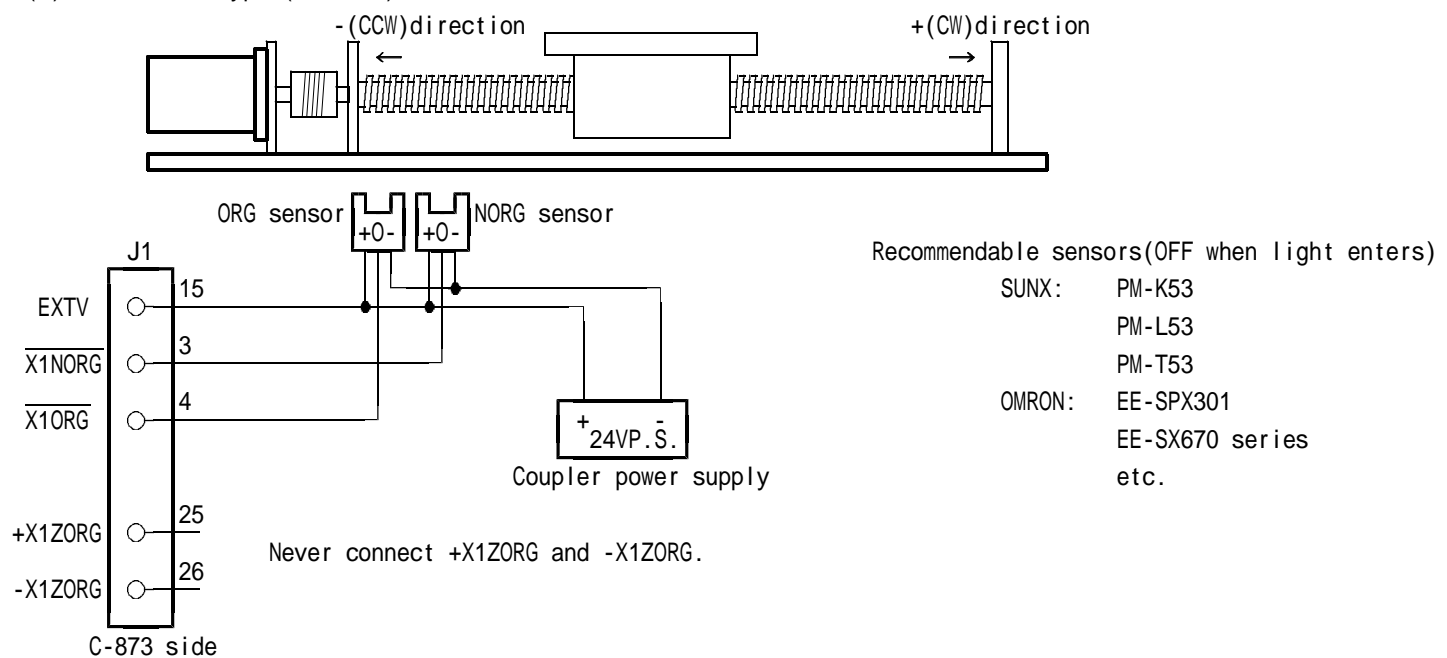 -(CCW)direction
+(CW)direction
←
→
ORG sensor
NORG sensor
+O-
+O-
J1
EXTV
15
X1NORG
3
X1ORG
4
+X1ZORG
25
-X1ZORG
26
C-873 side
+ -
24VP.S.
Coupler power supply
Never connect +X1ZORG and -X1ZORG.
Recommendable sensors(OFF when light enters)
SUNX: PM-K53
PM-L53
PM-T53
OMRON: EE-SPX301
EE-SX670 series
etc.